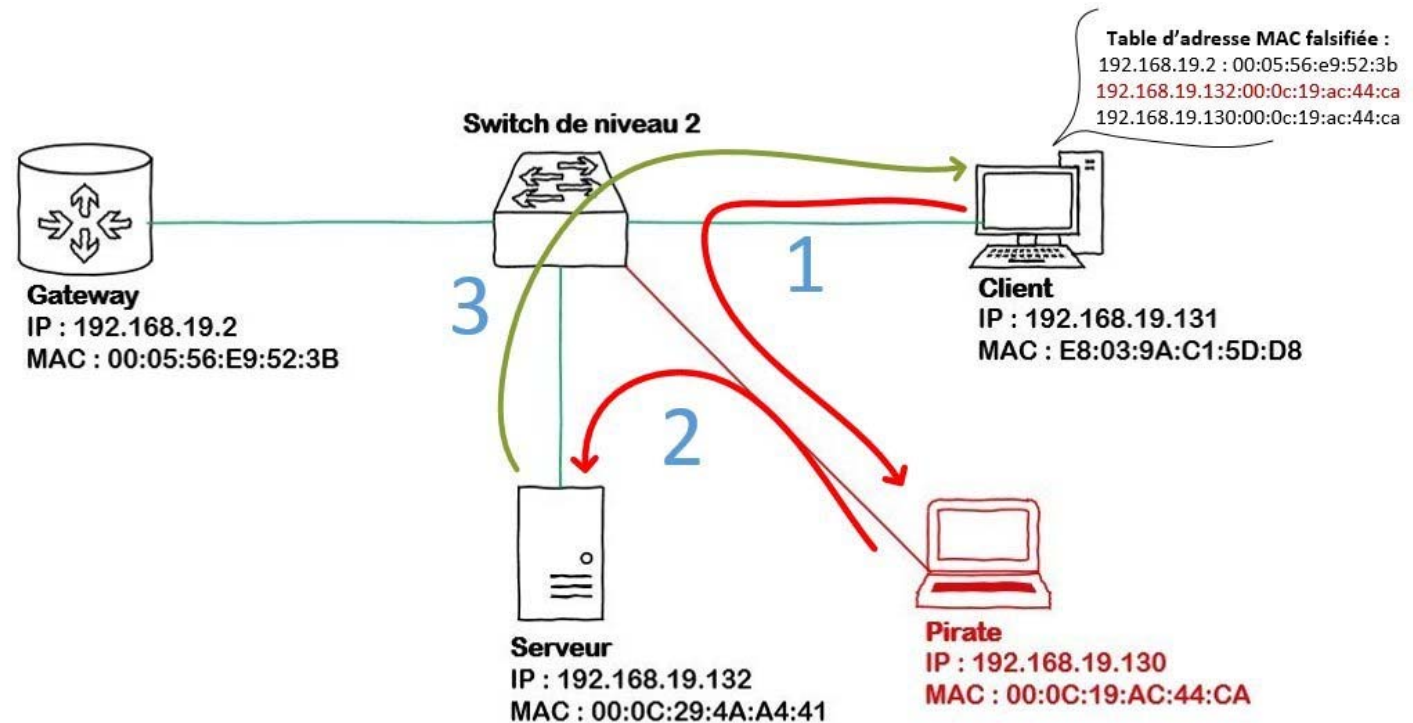 Table d'adresse MAC falsifiée :
192.168.19.2 : 00:05:56:e9:52:3b
192.168.19.132:00:0c:19:ac:44:ca
192.168.19.130:00:0c:19:ac:44:ca
Switch de niveau 2
Gateway
IP : 192.168.19.2
MAC : 00:05:56:E9:52:3B
3
1
Client
IP : 192.168.19.131
MAC : E8:03:9A:C1:5D:D8
2
Serveur
IP : 192.168.19.132
MAC : 00:0C:29:4A:A4:41
Pirate
IP : 192.168.19.130
MAC : 00:0C:19:AC:44:CA